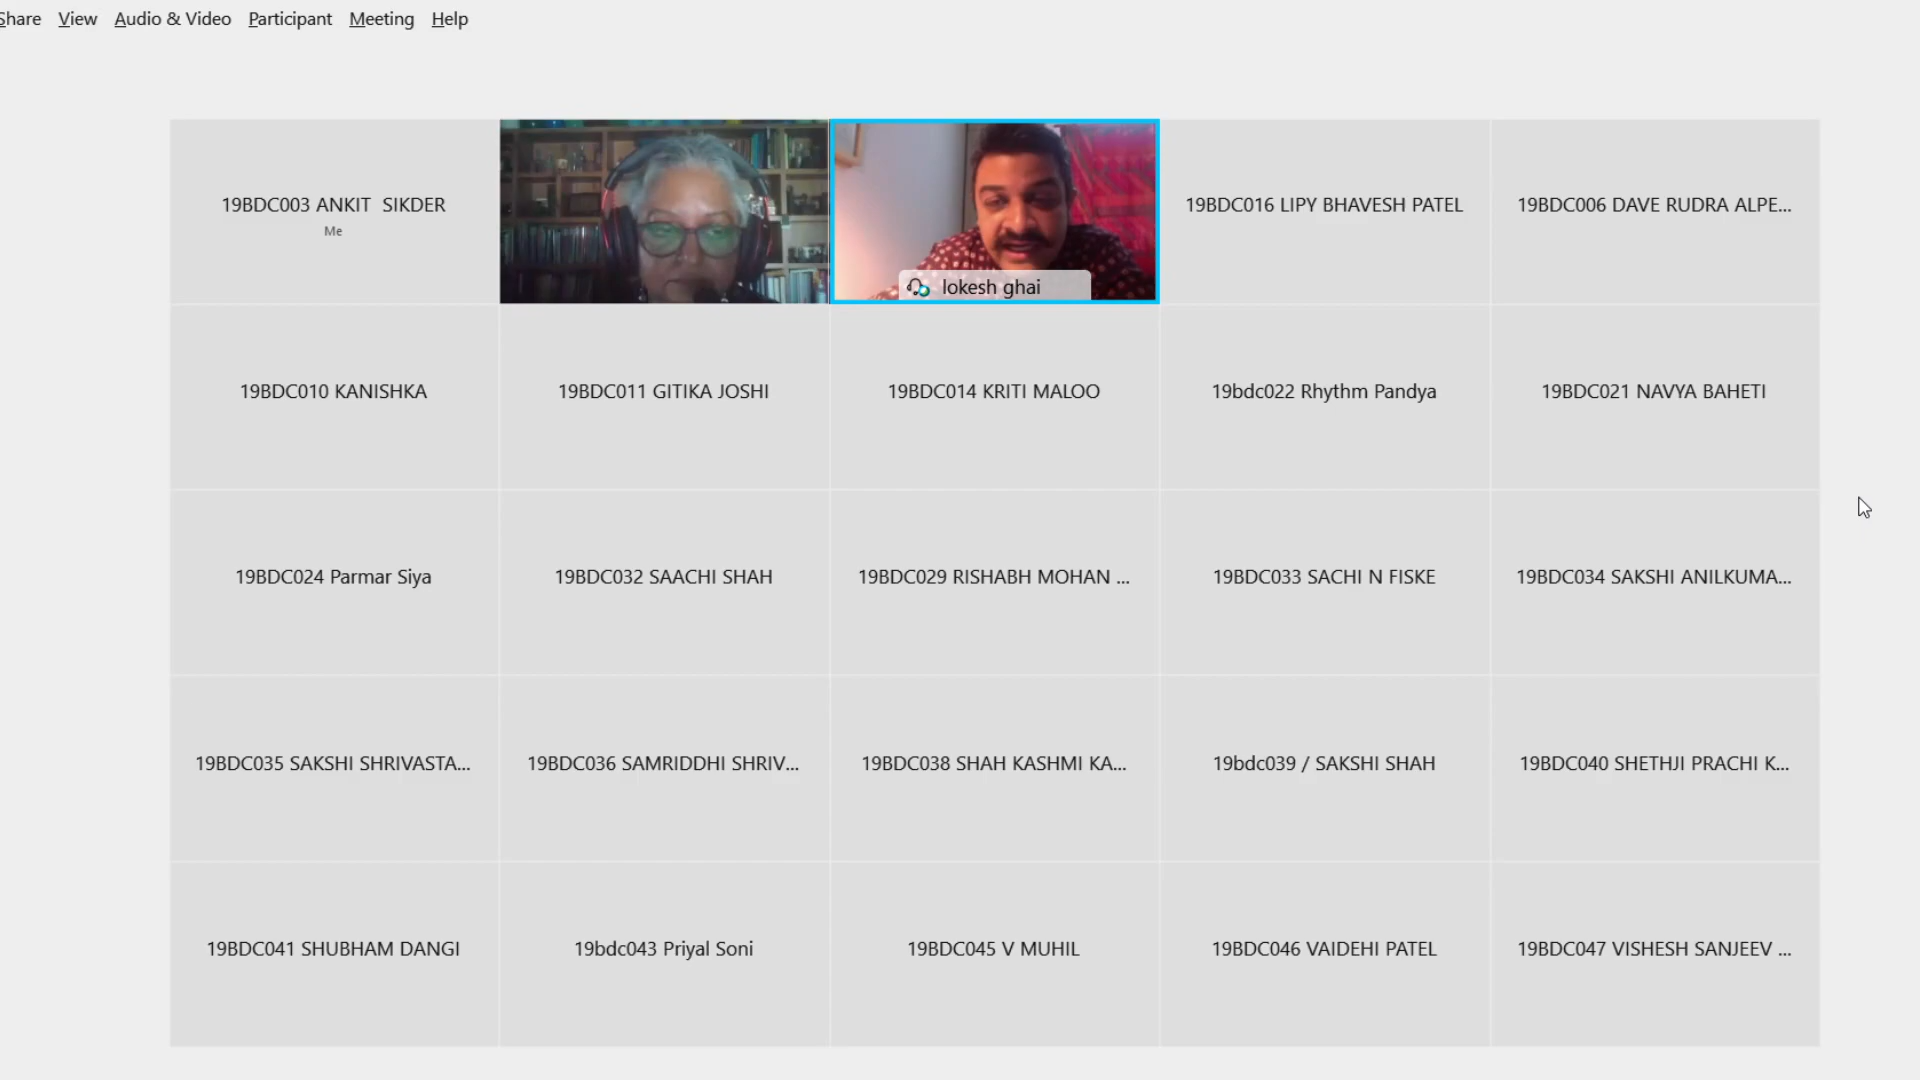 Share View Audio & Video Participant Meeting Help
19BDC003 ANKIT SIKDER
Me
lokesh ghai
19BDC016 LIPY BHAVESH PATEL
19BDC006 DAVE RUDRA ALPE...
19BDC010 KANISHKA
19BDC011 GITIKA JOSHI
19BDC014 KRITI MALOO
19bdc022 Rhythm Pandya
19BDC021 NAVYA BAHETI
19BDC024 Parmar Siya
19BDC032 SAACHI SHAH
19BDC029 RISHABH MOHAN ...
19BDC033 SACHI N FISKE
19BDC034 SAKSHI ANILKUMA...
19BDC035 SAKSHI SHRIVASTA...
19BDC036 SAMRIDDHI SHRIV...
19BDC038 SHAH KASHMI KA...
19bdc039 / SAKSHI SHAH
19BDC040 SHETHJI PRACHI K...
19BDC041 SHUBHAM DANGI
19bdc043 Priyal Soni
19BDC045 V MUHIL
19BDC046 VAIDEHI PATEL
19BDC047 VISHESH SANJEEV ...